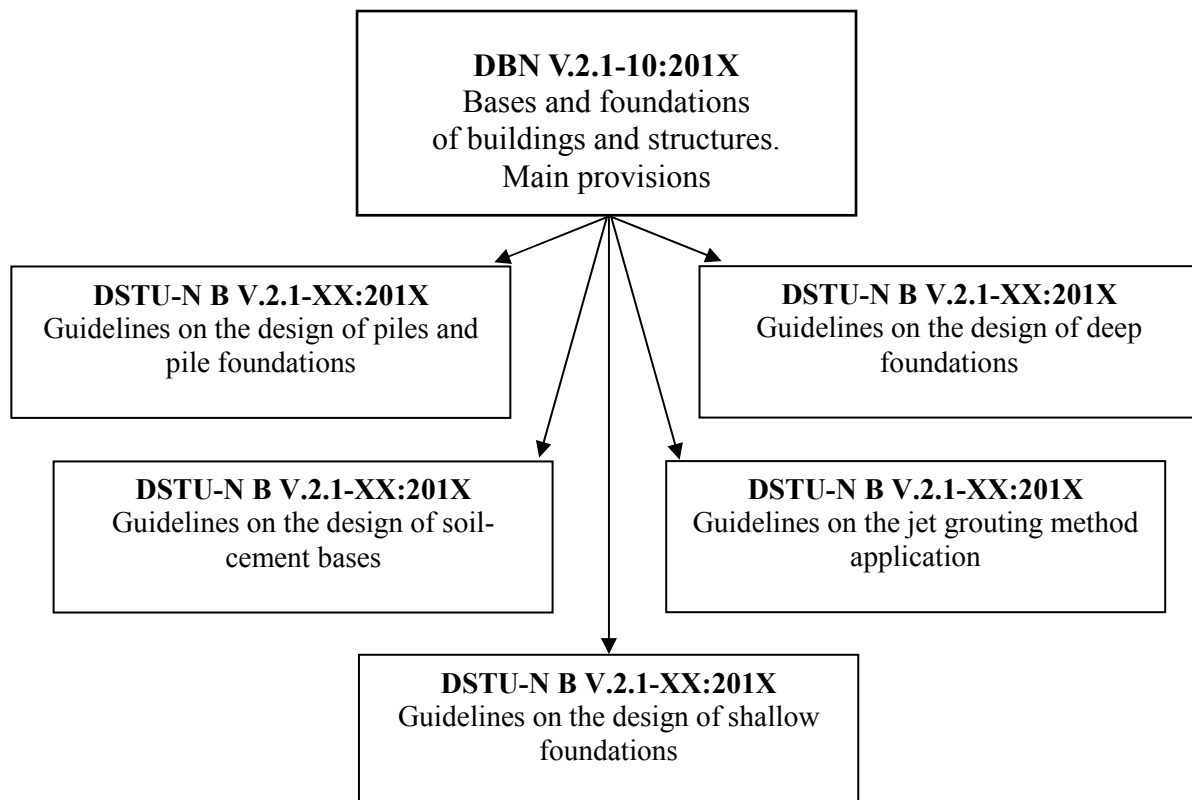 DBN V.2.1-10:201X
Bases and foundations
of buildings and structures.
Main provisions
DSTU-N B V.2.1-XX:201X
Guidelines on the design of piles and
pile foundations
DSTU-N B V.2.1-XX:201X
Guidelines on the design of deep
foundations
DSTU-N B V.2.1-XX:201X
Guidelines on the design of soil-
cement bases
DSTU-N B V.2.1-XX:201X
Guidelines on the jet grouting method
application
DSTU-N B V.2.1-XX:201X
Guidelines on the design of shallow
foundations